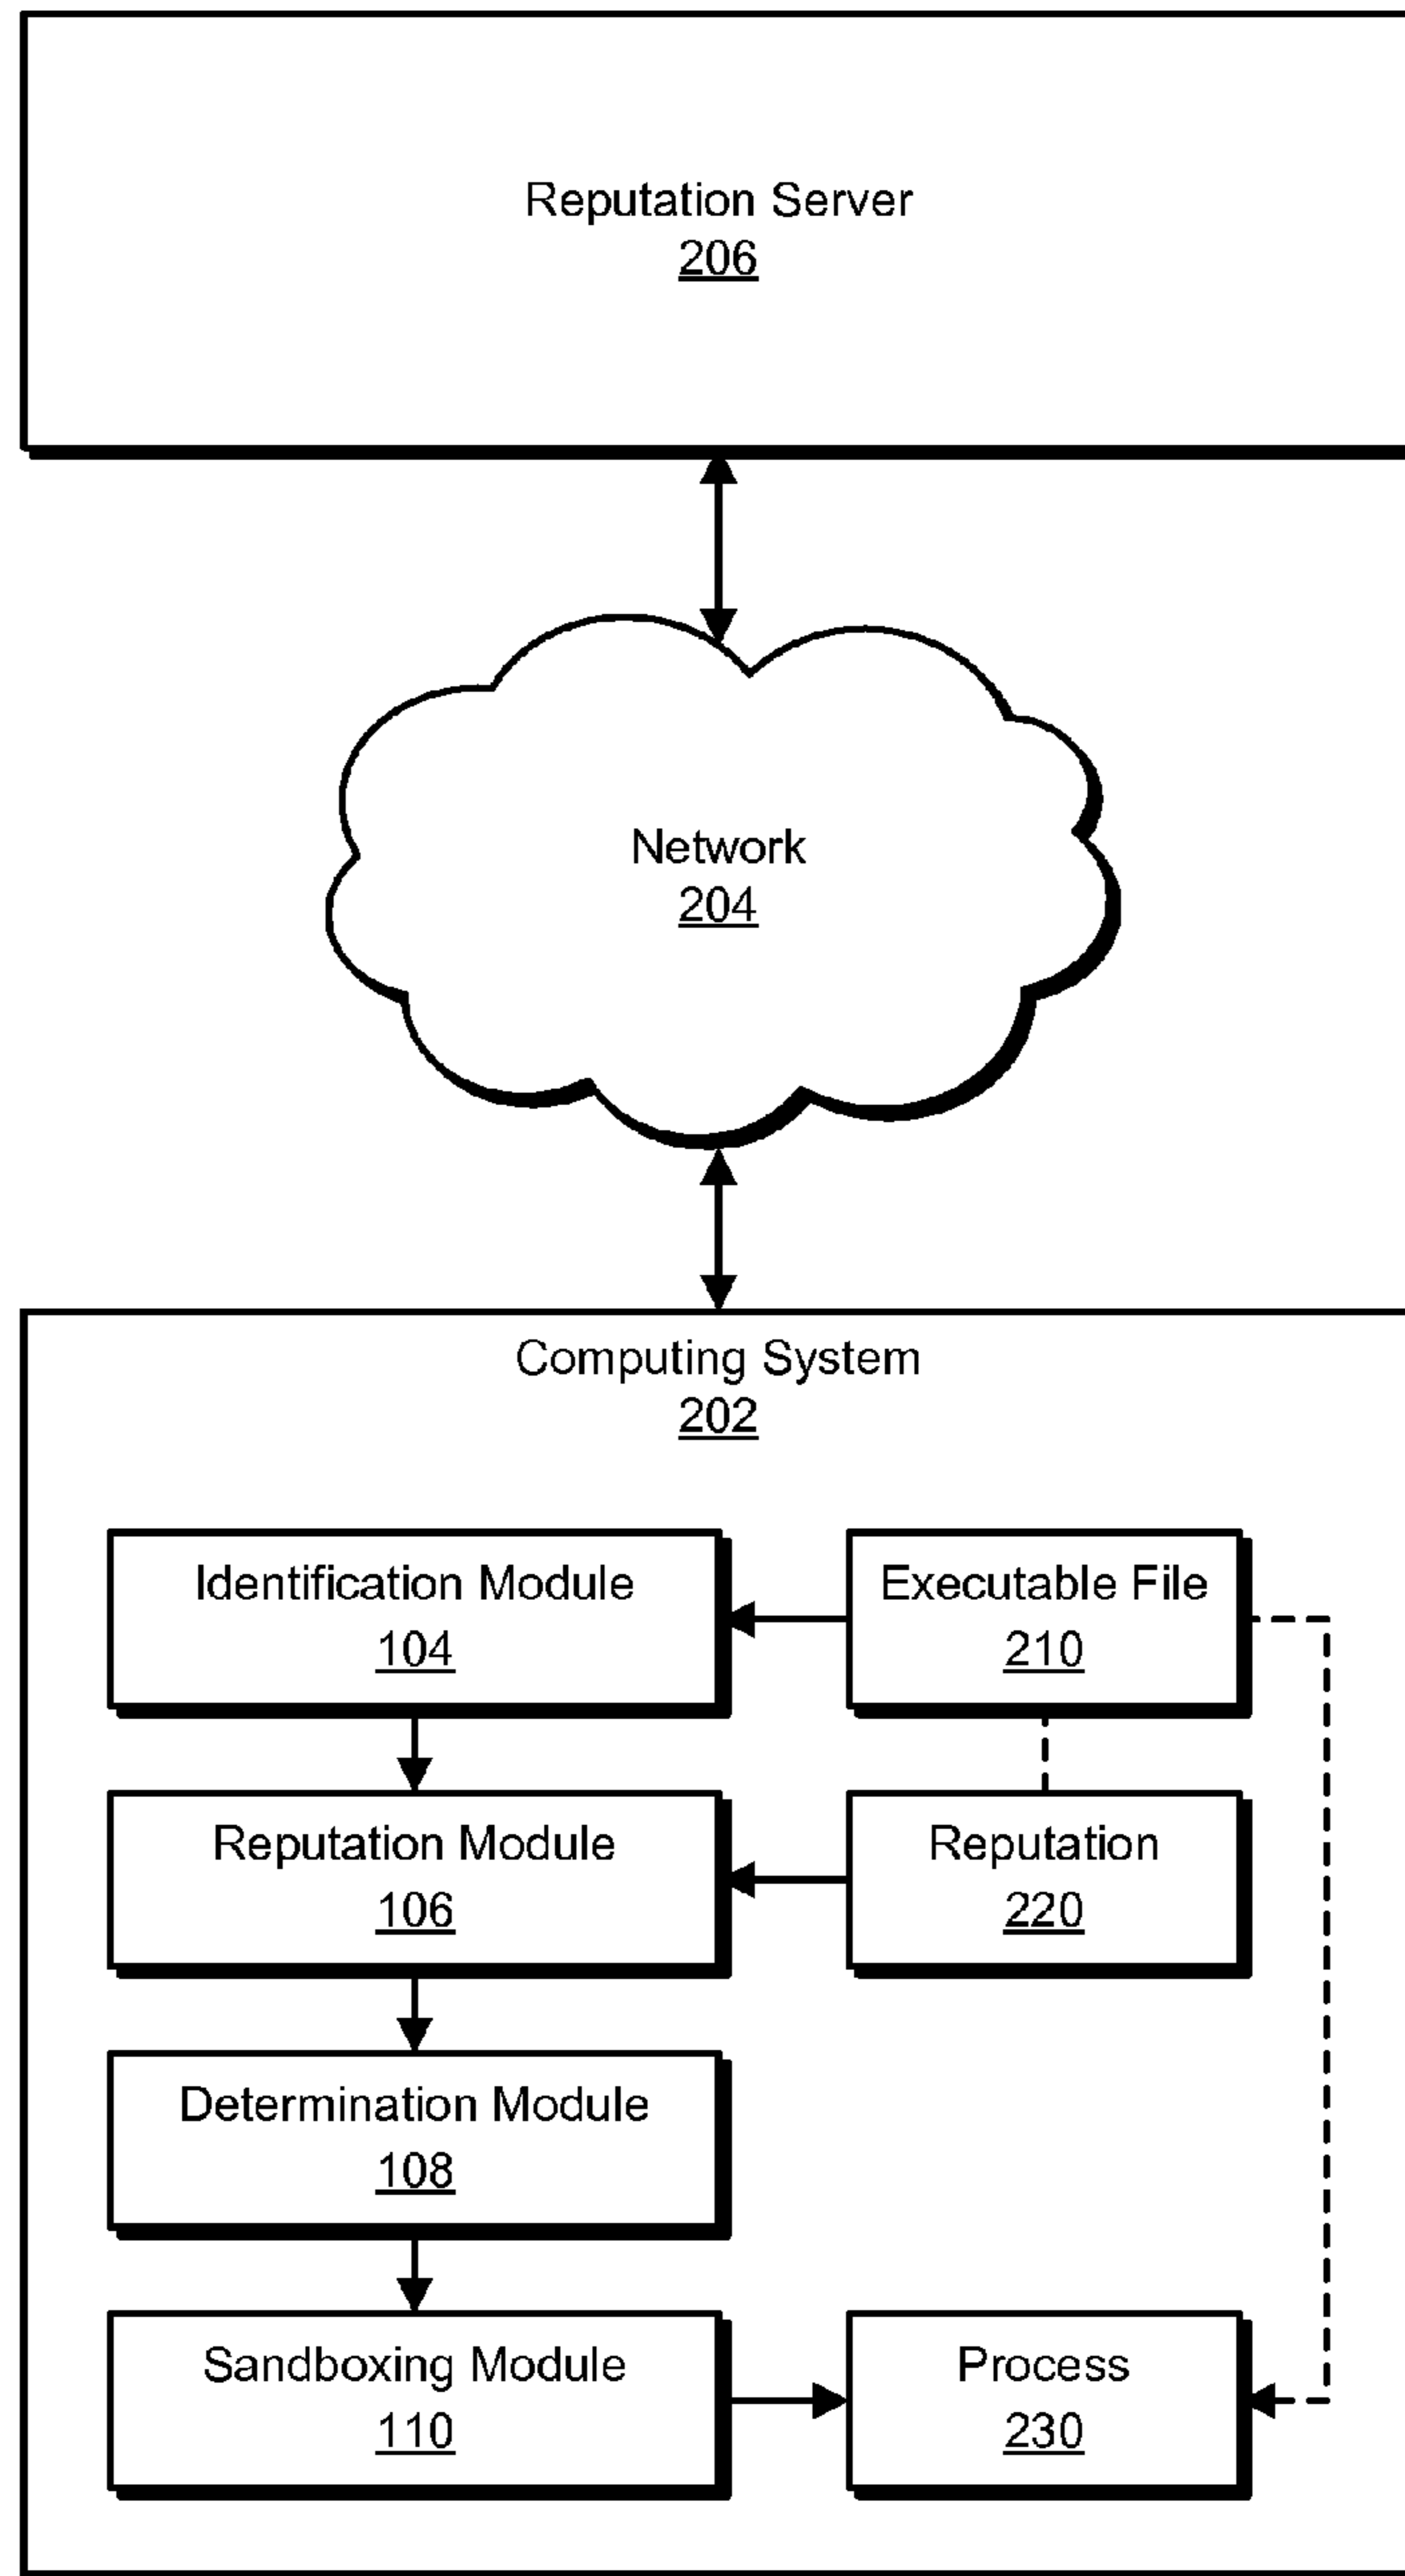 Reputation Server
206
Network
204
Computing System
202
Identification Module
104
Executable File
210
Reputation Module
106
Reputation
220
Determination Module
108
Sandboxing Module
110
Process
230